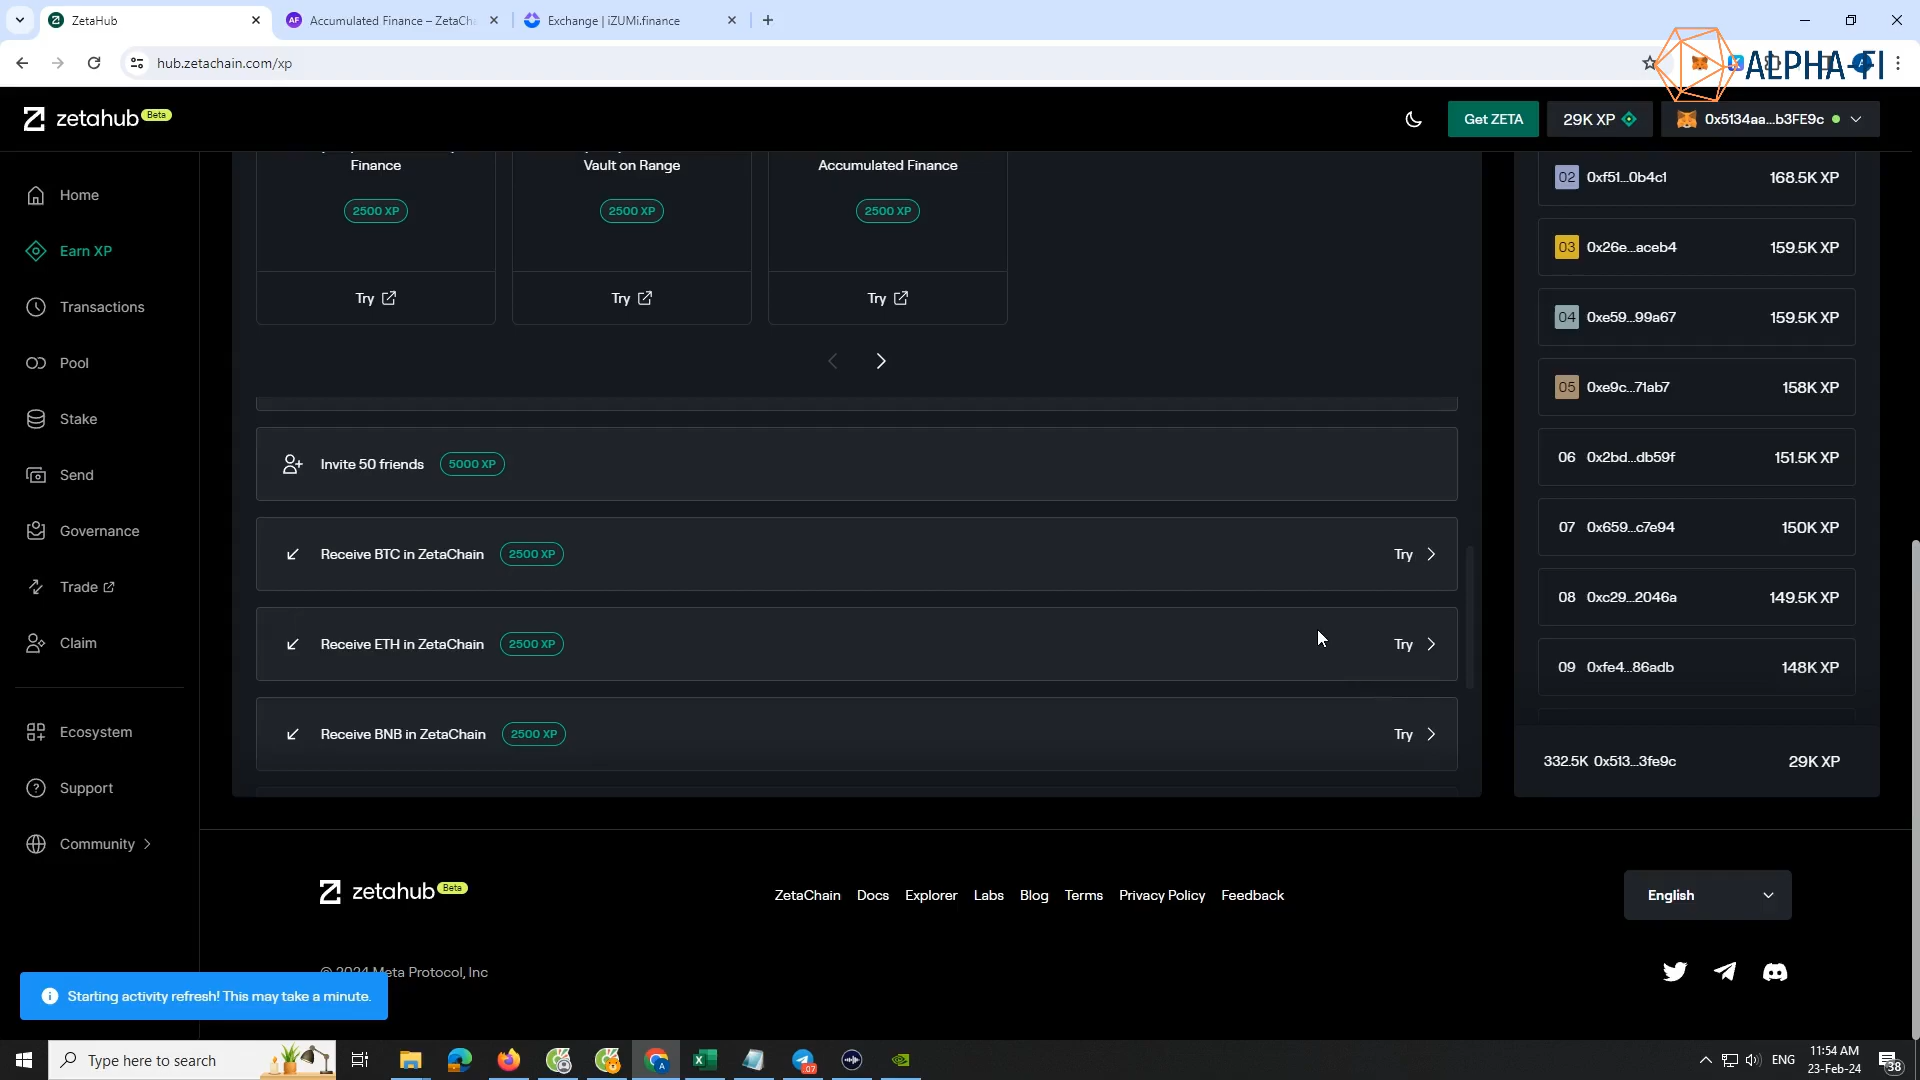 ZetaHub
Accumulated Finance – ZetaCha
Exchange | iZUMi.finance
hub.zetachain.com/xp
ALPHA-FI
zetahub Beta
Get ZETA
29K XP
0x5134aa...b3FE9c
Home
Earn XP
Transactions
Pool
Stake
Send
Governance
Trade
Claim
Ecosystem
Support
Community
Finance
2500 XP
Try
Vault on Range
2500 XP
Try
Accumulated Finance
2500 XP
Try
Invite 50 friends 5000 XP
Receive BTC in ZetaChain 2500 XP Try
Receive ETH in ZetaChain 2500 XP Try
Receive BNB in ZetaChain 2500 XP Try
02 0xf51...0b4c1 168.5K XP
03 0x26e...aceb4 159.5K XP
04 0xe59...99a67 159.5K XP
05 0xe9c...71ab7 158K XP
06 0x2bd...db59f 151.5K XP
07 0x659...c7e94 150K XP
08 0xc29...2046a 149.5K XP
09 0xfe4...86adb 148K XP
332.5K 0x513...3fe9c 29K XP
zetahub Beta
ZetaChain Docs Explorer Labs Blog Terms Privacy Policy Feedback
English
© 2024 Meta Protocol, Inc
Starting activity refresh! This may take a minute.
Type here to search
ENG
11:54 AM
23-Feb-24
38